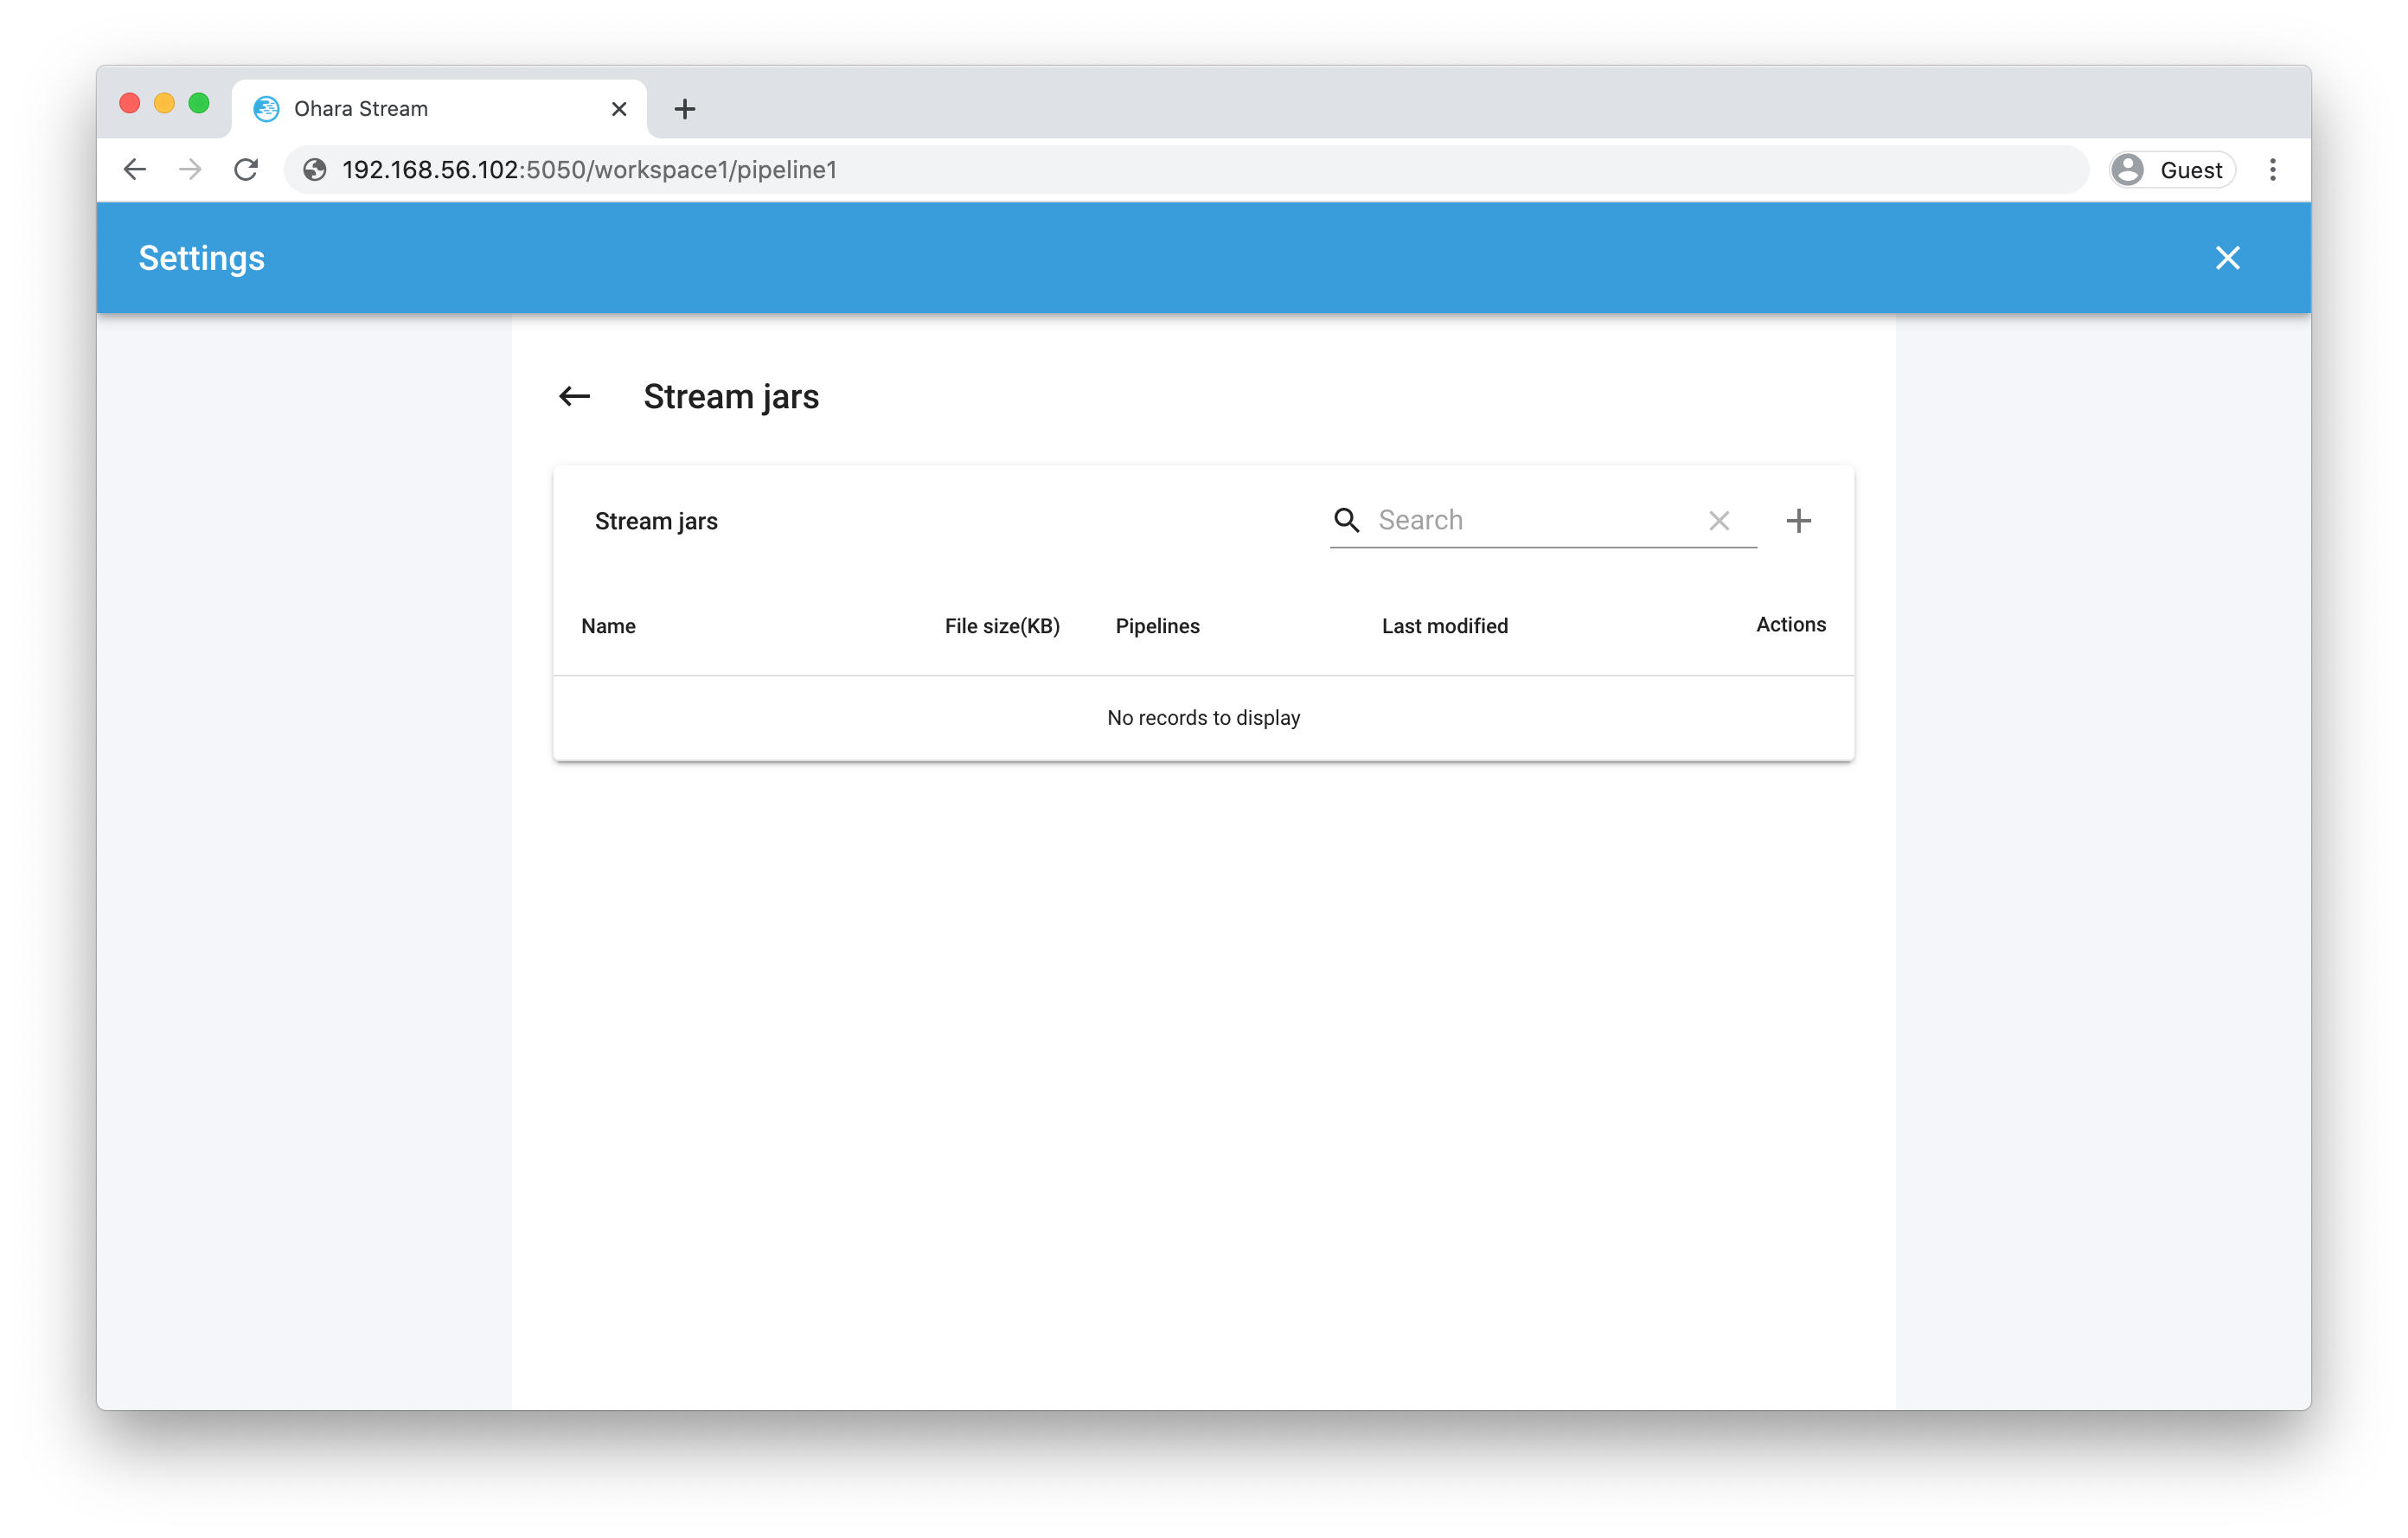 Ohara Stream
192.168.56.102:5050/workspace1/pipeline1
Guest
Settings
Stream jars
Stream jars
Search
Name File size(KB) Pipelines Last modified Actions
No records to display